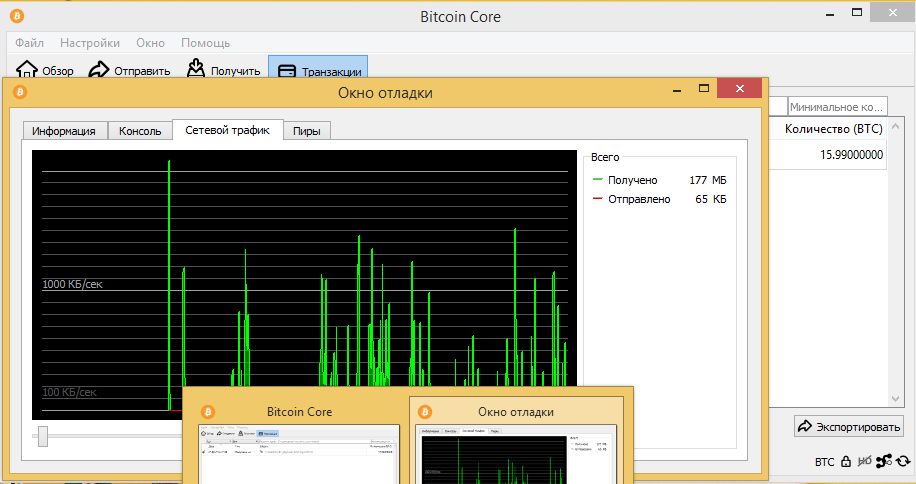 Bitcoin Core
Файл Настройки Окно Помощь
Обзор Отправить Получить Транзакции
Окно отладки
Минимальное ко...
Информация Консоль Сетевой трафик Пиры
Количество (BTC)
15.99000000
Всего
Получено 177 МБ
Отправлено 65 КБ
1000 КБ/сек
100 КБ/сек
Bitcoin Core Окно отладки
Экспортировать
BTC HD